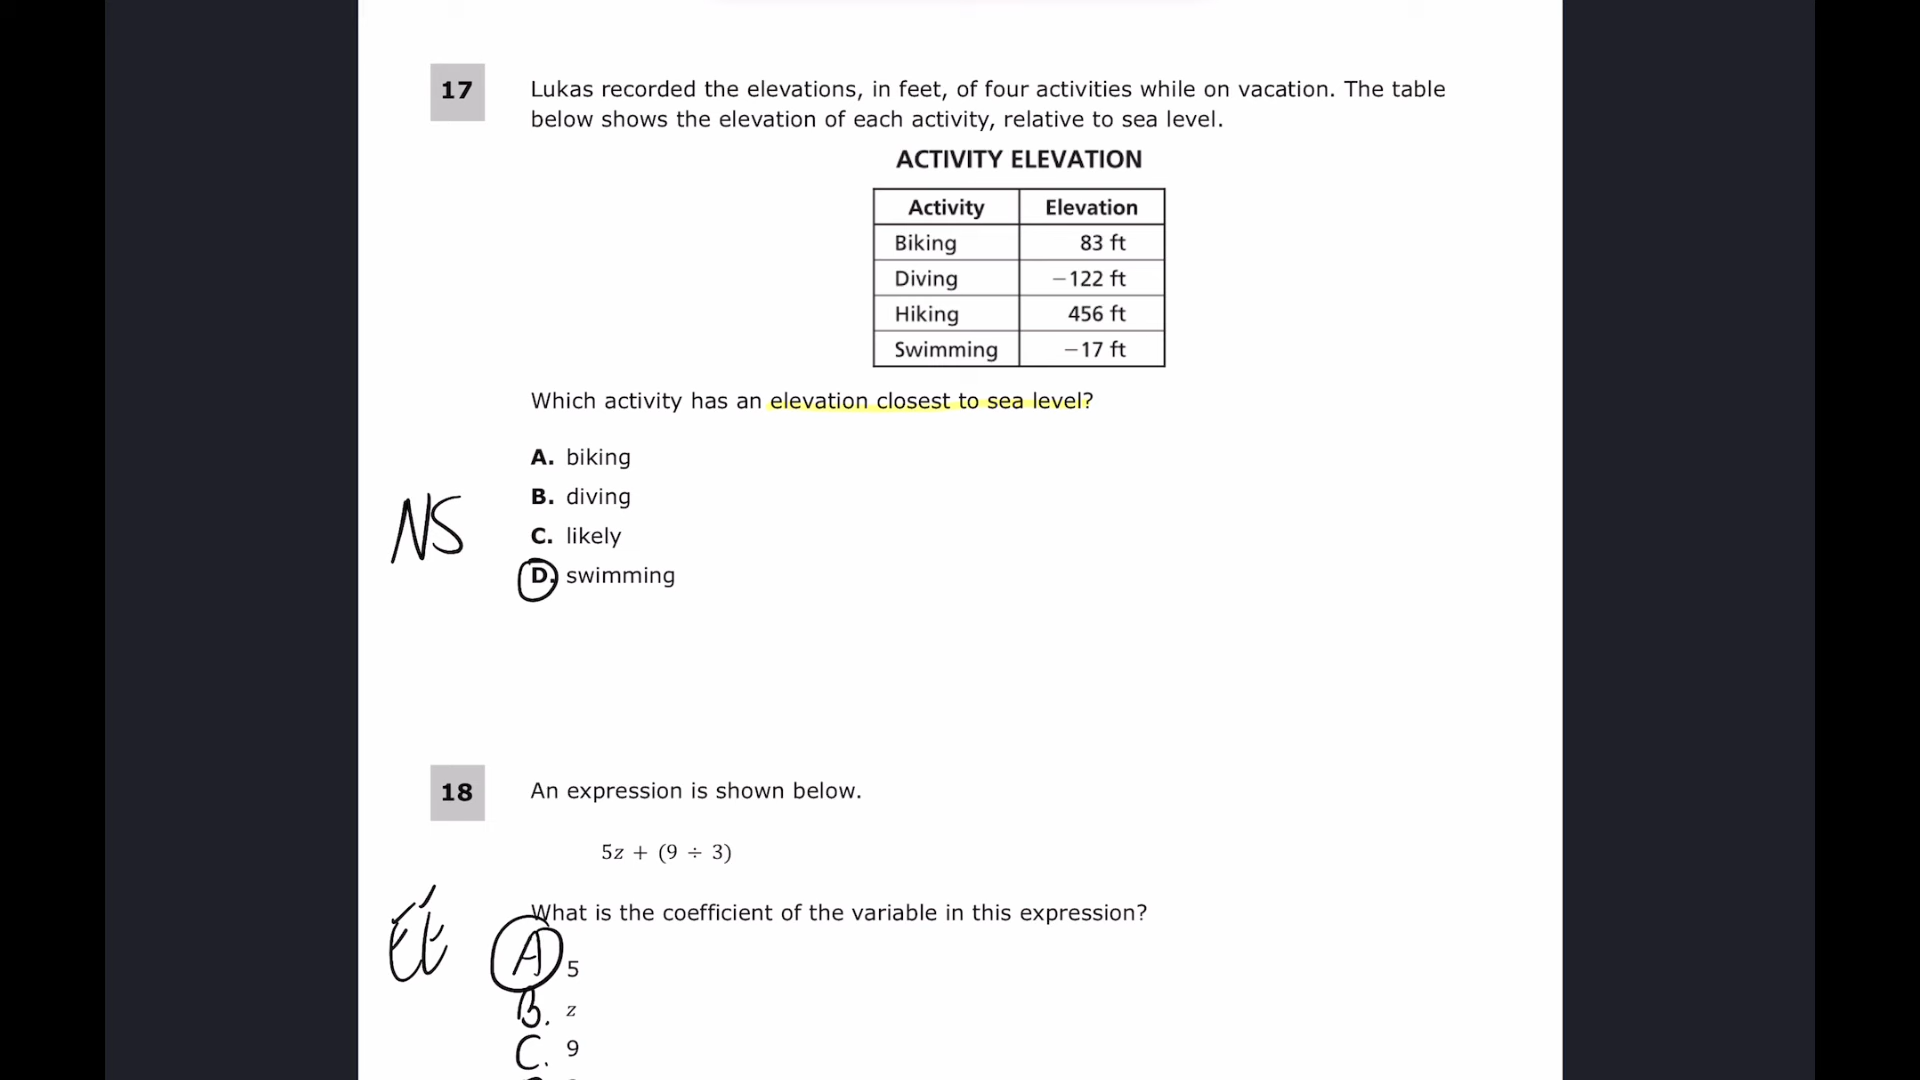 17
Lukas recorded the elevations, in feet, of four activities while on vacation. The table
below shows the elevation of each activity, relative to sea level.
ACTIVITY ELEVATION
Activity Elevation
Biking 83 ft
Diving −122 ft
Hiking 456 ft
Swimming −17 ft
Which activity has an elevation closest to sea level?
A. biking
B. diving
NS
C. likely
D. swimming
18
An expression is shown below.
5z + (9 ÷ 3)
What is the coefficient of the variable in this expression?
A 5
B. z
C. 9